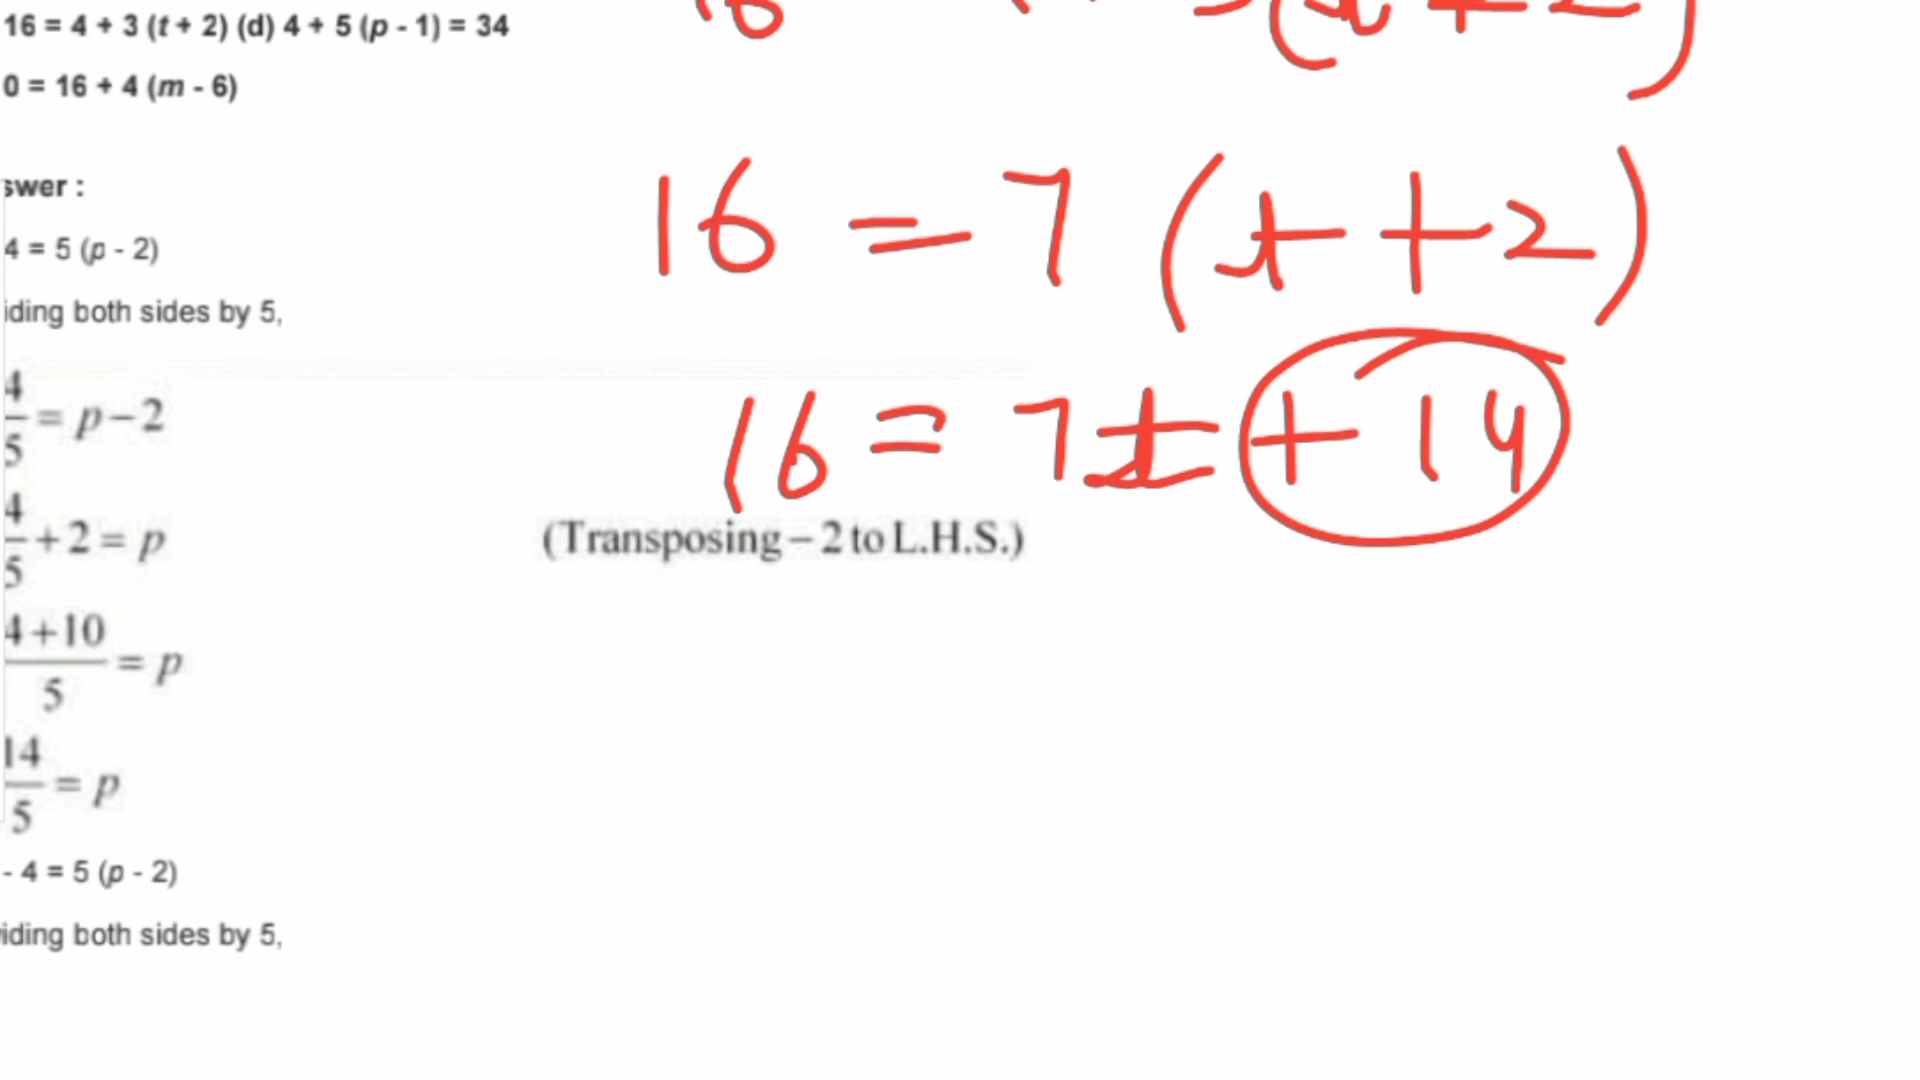 16 = 4 + 3 (t + 2) (d) 4 + 5 (p - 1) = 34
0 = 16 + 4 (m - 6)
swer :
4 = 5 (p - 2)
iding both sides by 5,
4/5 = p - 2
4/5 + 2 = p (Transposing - 2 to L.H.S.)
4+10/5 = p
14/5 = p
- 4 = 5 (p - 2)
iding both sides by 5,
16 = 7 (t + 2)
16 = 7t + 14